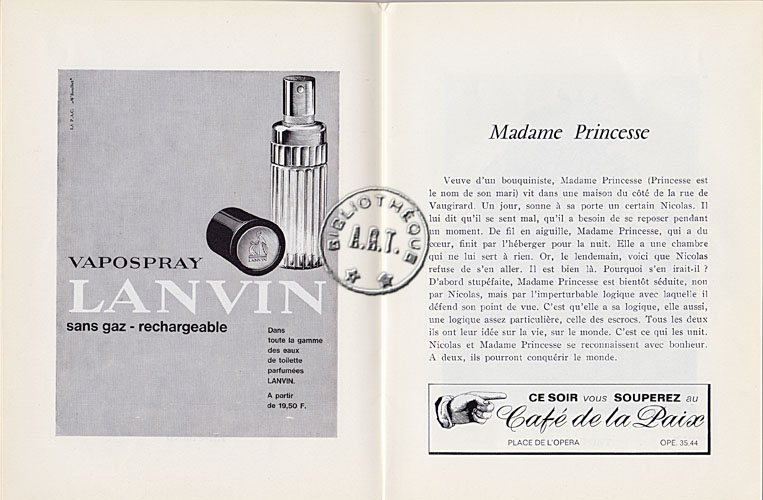 VAPOSPRAY
LANVIN
sans gaz - rechargeable
Dans
toute la gamme
des eaux
de toilette
parfumées
LANVIN.
A partir
de 19,50 F.
LANVIN
BIBLIOTHÈQUE
A.R.T.
Madame Princesse
Veuve d'un bouquiniste, Madame Princesse (Princesse est
le nom de son mari) vit dans une maison du côté de la rue de
Vaugirard. Un jour, sonne à sa porte un certain Nicolas. Il
lui dit qu'il se sent mal, qu'il a besoin de se reposer pendant
un moment. De fil en aiguille, Madame Princesse, qui a du
cœur, finit par l'héberger pour la nuit. Elle a une chambre
qui ne lui sert à rien. Or, le lendemain, voici que Nicolas
refuse de s'en aller. Il est bien là. Pourquoi s'en irait-il ?
D'abord stupéfaite, Madame Princesse est bientôt séduite, non
par Nicolas, mais par l'imperturbable logique avec laquelle il
défend son point de vue. C'est qu'elle a sa logique, elle aussi,
une logique assez particulière, celle des escrocs. Tous les deux
ils ont leur idée sur la vie, sur le monde. C'est ce qui les unit.
Nicolas et Madame Princesse se reconnaissent avec bonheur.
A deux, ils pourront conquérir le monde.
CE SOIR vous SOUPEREZ au
Café de la Paix
PLACE DE L'OPERA OPE. 35.44